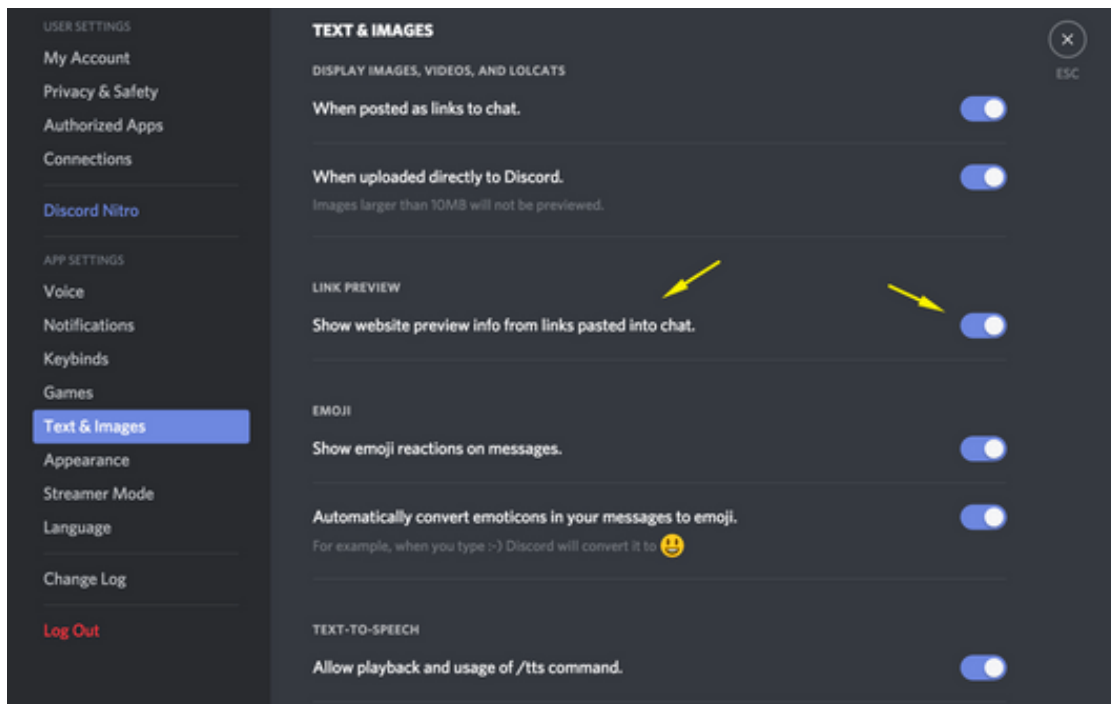 USER SETTINGS
My Account
Privacy & Safety
Authorized Apps
Connections
Discord Nitro
APP SETTINGS
Voice
Notifications
Keybinds
Games
Text & Images
Appearance
Streamer Mode
Language
Change Log
Log Out
TEXT & IMAGES
DISPLAY IMAGES, VIDEOS, AND LOLCATS
When posted as links to chat.
When uploaded directly to Discord.
Images larger than 10MB will not be previewed.
LINK PREVIEW
Show website preview info from links pasted into chat.
EMOJI
Show emoji reactions on messages.
Automatically convert emoticons in your messages to emoji.
For example, when you type :-) Discord will convert it to 😃
TEXT-TO-SPEECH
Allow playback and usage of /tts command.
ESC